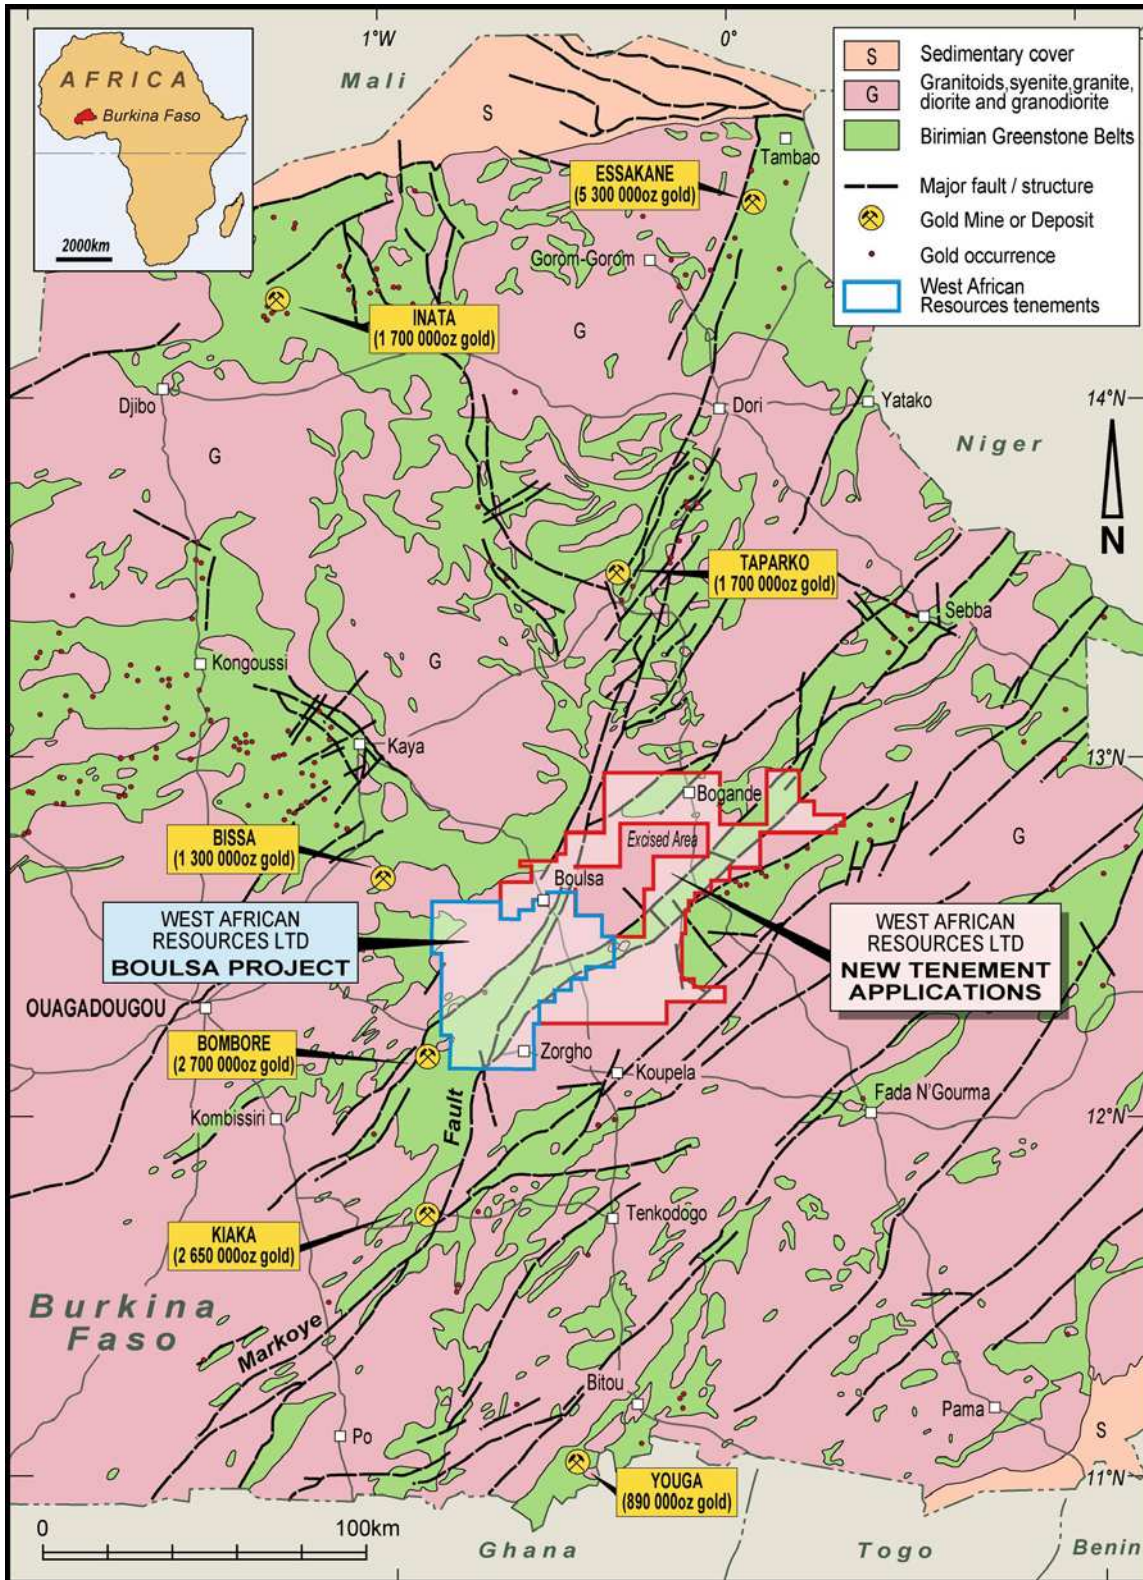 1°W
0°
Mali
AFRICA
Burkina Faso
2000km
S
Sedimentary cover
G
Granitoids,syenite,granite,
diorite and granodiorite
Birimian Greenstone Belts
Major fault / structure
Gold Mine or Deposit
Gold occurrence
West African
Resources tenements
S
Tambao
ESSAKANE
(5 300 000oz gold)
Gorom-Gorom
INATA
(1 700 000oz gold)
G
Djibo
Dori
Yatako
14°N
Niger
G
N
TAPARKO
(1 700 000oz gold)
Sebba
Kongoussi
G
Kaya
13°N
Bogande
BISSA
(1 300 000oz gold)
Excised Area
G
Boulsa
WEST AFRICAN
RESOURCES LTD
BOULSA PROJECT
WEST AFRICAN
RESOURCES LTD
NEW TENEMENT
APPLICATIONS
OUAGADOUGOU
BOMBORE
(2 700 000oz gold)
Zorgho
Koupela
Fada N'Gourma
Kombissiri
Fault
12°N
KIAKA
(2 650 000oz gold)
Tenkodogo
Burkina
Faso
Markoye
Bitou
Pama
Po
S
YOUGA
(890 000oz gold)
11°N
0
100km
Ghana
Togo
Benin